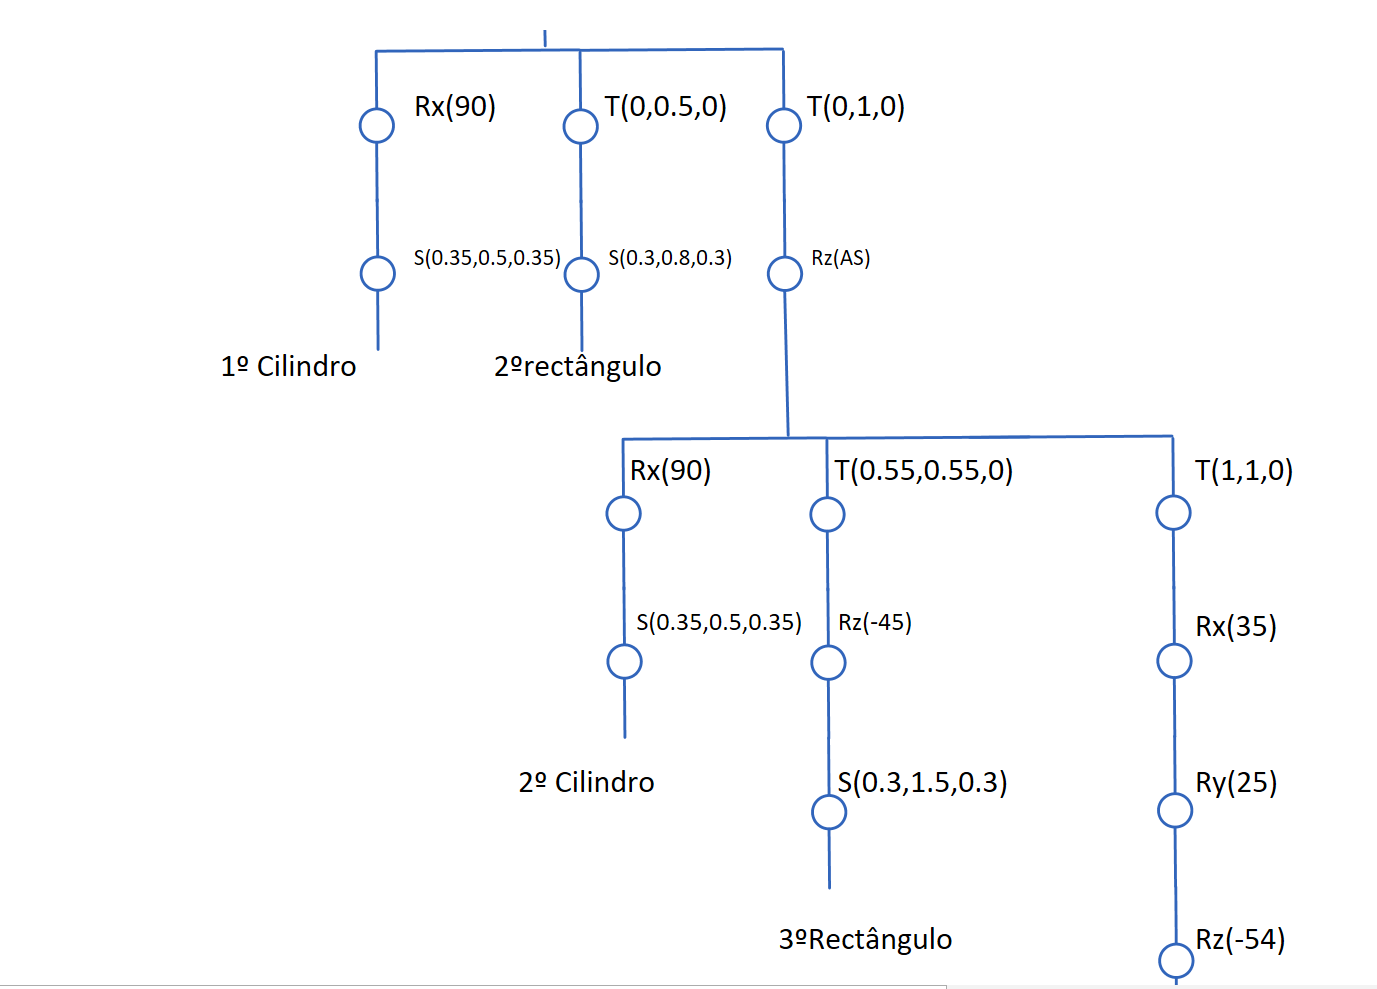 Rx(90)
T(0,0.5,0)
T(0,1,0)
S(0.35,0.5,0.35)
S(0.3,0.8,0.3)
Rz(AS)
1º Cilindro
2ºrectângulo
Rx(90)
T(0.55,0.55,0)
T(1,1,0)
S(0.35,0.5,0.35)
Rz(-45)
Rx(35)
2º Cilindro
S(0.3,1.5,0.3)
Ry(25)
3ºRectângulo
Rz(-54)